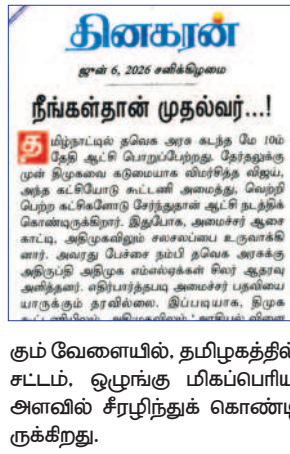 தினகரன்
ஜுன் 6, 2026 சனிக்கிழமை
நீங்கள்தான் முதல்வர்...!
தமிழ்நாட்டில் தவெக அரசு கடந்த மே 10ம்
தேதி ஆட்சி பொறுப்பேற்றது. தேர்தலுக்கு
முன் திமுகவை கடுமையாக விமர்சித்த விஜய்,
அந்த கட்சியோடு கூட்டணி அமைத்து, வெற்றி
பெற்ற கட்சிகளோடு சேர்ந்துதான் ஆட்சி நடத்திக்
கொண்டிருக்கிறார். இதுபோக, அமைச்சர் ஆசை
காட்டி, அதிமுகவிலும் சலசலப்பை உருவாக்கி
னார். அவரது பேச்சை நம்பி தவெக அரசுக்கு
அதிருப்தி அதிமுக எம்எல்ஏக்கள் சிலர் ஆதரவு
அளித்தனர். எதிர்பார்த்தபடி அமைச்சர் பதவியை
யாருக்கும் தரவில்லை. இப்படியாக, திமுக
கும் வேளையில், தமிழகத்தில்
சட்டம், ஒழுங்கு மிகப்பெரிய
அளவில் சீரழிந்துக் கொண்டி
ருக்கிறது.